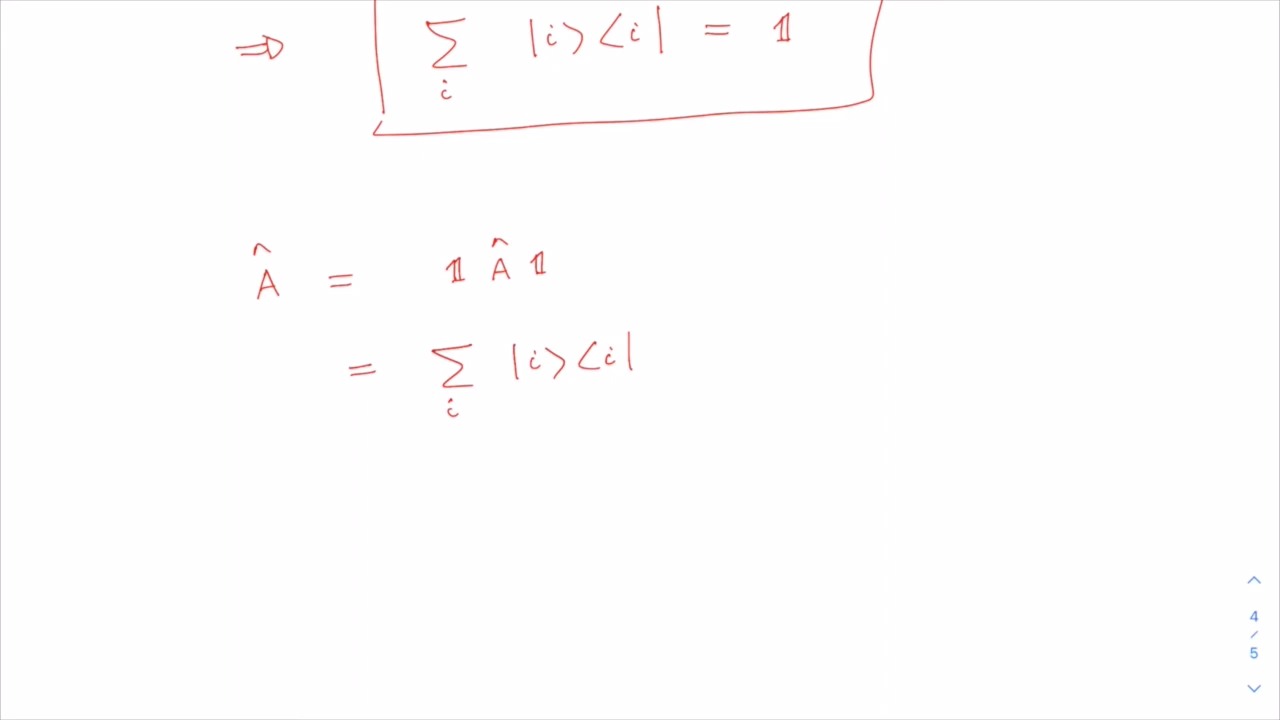 ⇒ ∑ |i⟩⟨i| = 𝟙
i
Â = 𝟙 Â 𝟙
= ∑ |i⟩⟨i|
i
4
/
5